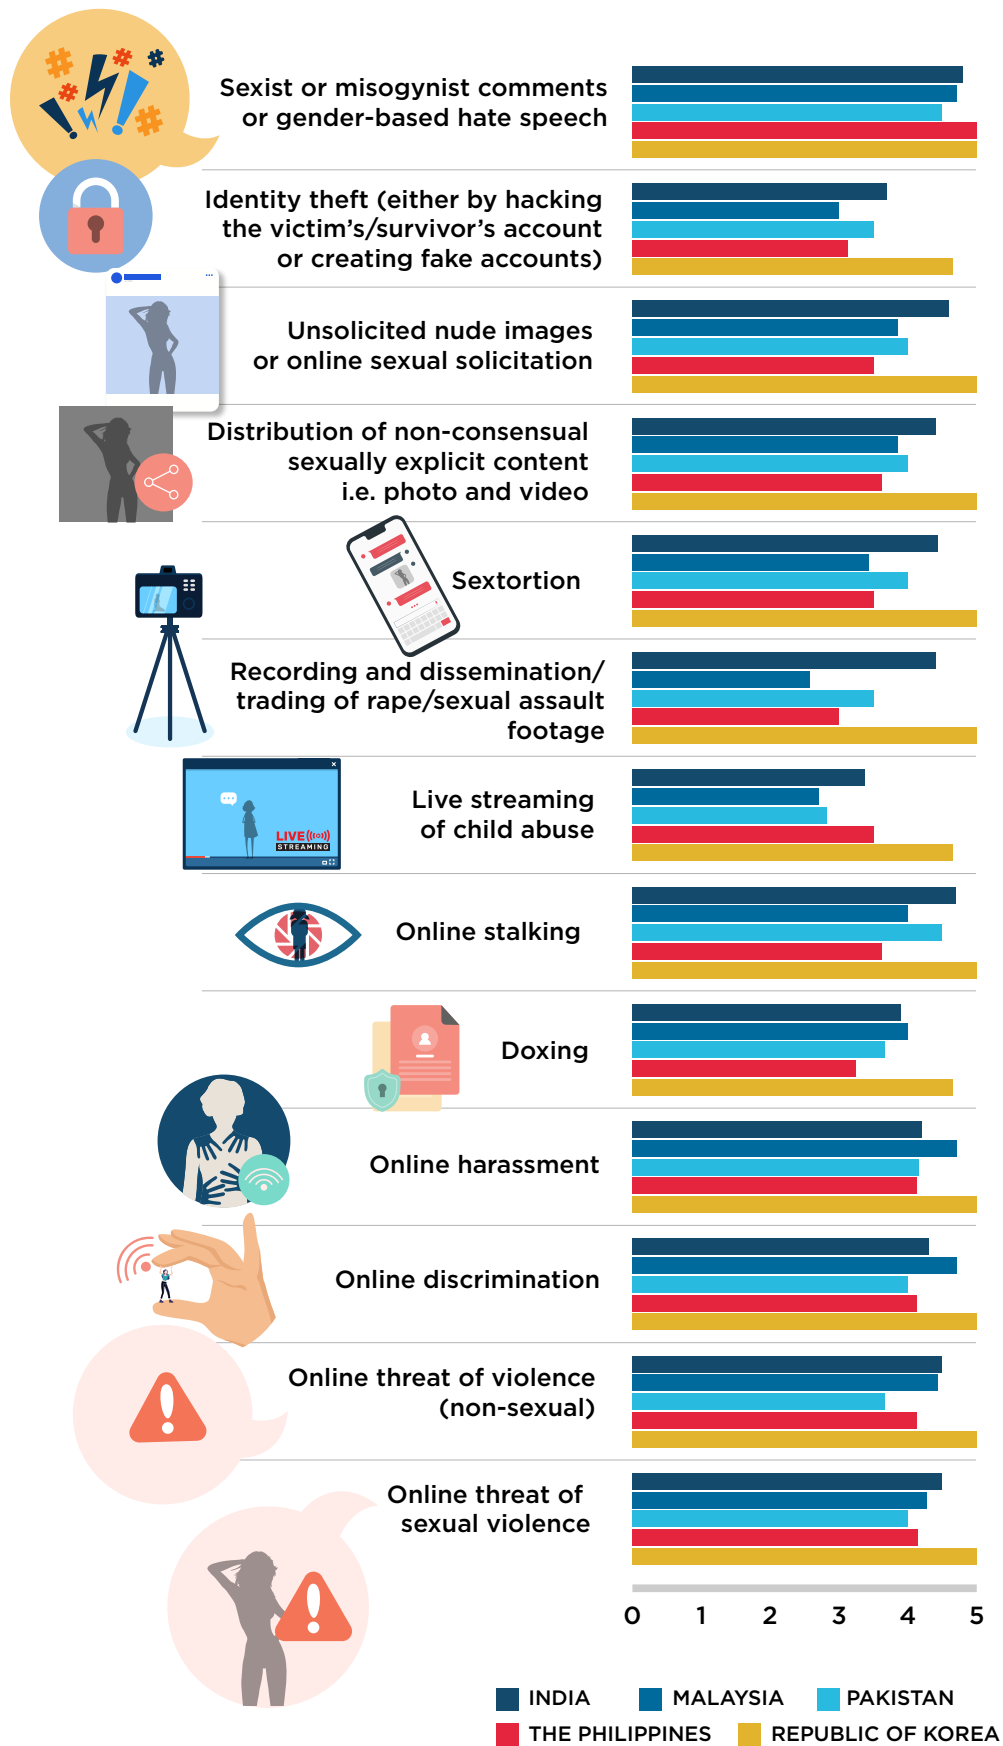 Sexist or misogynist comments
or gender-based hate speech
Identity theft (either by hacking
the victim's/survivor's account
or creating fake accounts)
Unsolicited nude images
or online sexual solicitation
Distribution of non-consensual
sexually explicit content
i.e. photo and video
Sextortion
Recording and dissemination/
trading of rape/sexual assault
footage
Live streaming
of child abuse
LIVE
STREAMING
Online stalking
Doxing
Online harassment
Online discrimination
Online threat of violence
(non-sexual)
Online threat of
sexual violence
0 1 2 3 4 5
INDIA MALAYSIA PAKISTAN
THE PHILIPPINES REPUBLIC OF KOREA